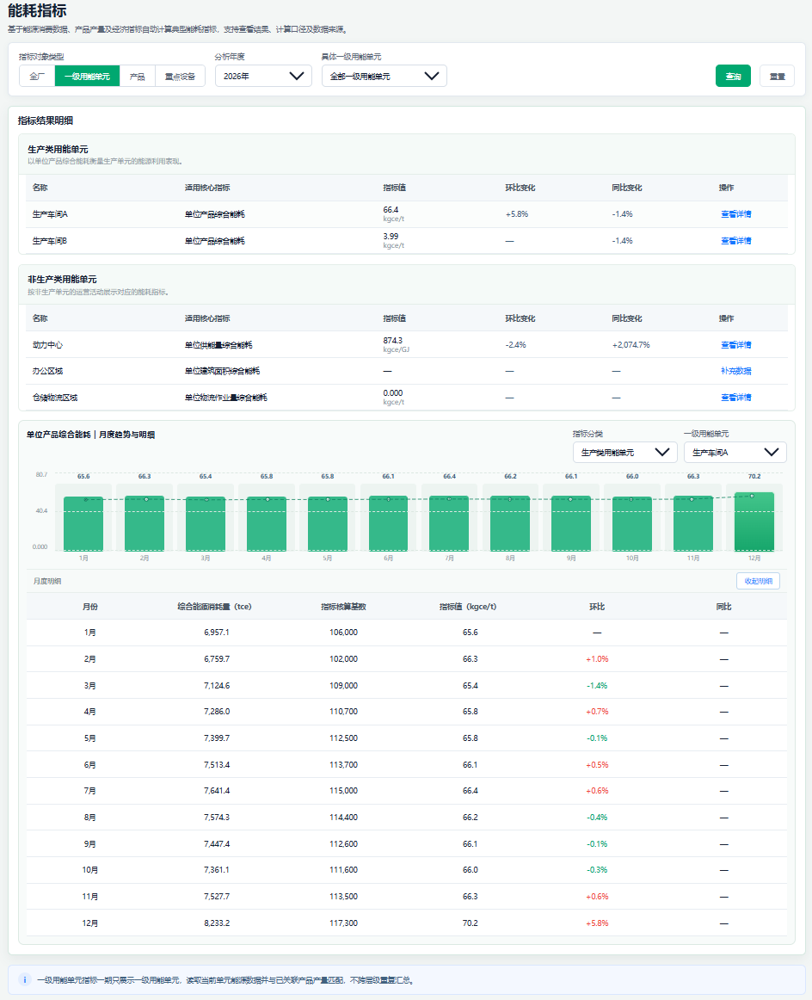 能耗指标
基于能源消费数据、产品产量及经济指标自动计算典型能耗指标，支持查看结果、计算口径及数据来源。
指标对象类型 分析年度 具体一级用能单元
全厂 一级用能单元 产品 重点设备 2026年 全部一级用能单元 查询 重置
指标结果明细
生产类用能单元
以单位产品综合能耗衡量生产单元的能源利用表现。
名称 适用核心指标 指标值 环比变化 同比变化 操作
生产车间A 单位产品综合能耗 66.4 kgce/t +5.8% -1.4% 查看详情
生产车间B 单位产品综合能耗 3.99 kgce/t — -1.4% 查看详情
非生产类用能单元
按非生产单元的运营活动展示对应的能耗指标。
名称 适用核心指标 指标值 环比变化 同比变化 操作
动力中心 单位供能量综合能耗 874.3 kgce/GJ -2.4% +2,074.7% 查看详情
办公区域 单位建筑面积综合能耗 — — — 补充数据
仓储物流区域 单位物流作业量综合能耗 0.000 kgce/t — — 查看详情
单位产品综合能耗 | 月度趋势与明细
指标分类 一级用能单元
生产类用能单元 生产车间A
80.7 65.6 66.3 65.4 65.8 65.8 66.1 66.4 66.2 66.1 66.0 66.3 70.2
40.4
0.000
1月 2月 3月 4月 5月 6月 7月 8月 9月 10月 11月 12月
月度明细 收起明细
月份 综合能源消耗量（tce） 指标核算基数 指标值（kgce/t） 环比 同比
1月 6,957.1 106,000 65.6 — —
2月 6,759.7 102,000 66.3 +1.0% —
3月 7,124.6 109,000 65.4 -1.4% —
4月 7,286.0 110,700 65.8 +0.7% —
5月 7,399.7 112,500 65.8 -0.1% —
6月 7,513.4 113,700 66.1 +0.5% —
7月 7,641.4 115,000 66.4 +0.6% —
8月 7,574.3 114,400 66.2 -0.4% —
9月 7,447.4 112,600 66.1 -0.1% —
10月 7,361.1 111,600 66.0 -0.3% —
11月 7,527.7 113,500 66.3 +0.6% —
12月 8,233.2 117,300 70.2 +5.8% —
i 一级用能单元指标一期只展示一级用能单元，读取当前单元能源数据并与已关联产品产量匹配，不跨层级重复汇总。